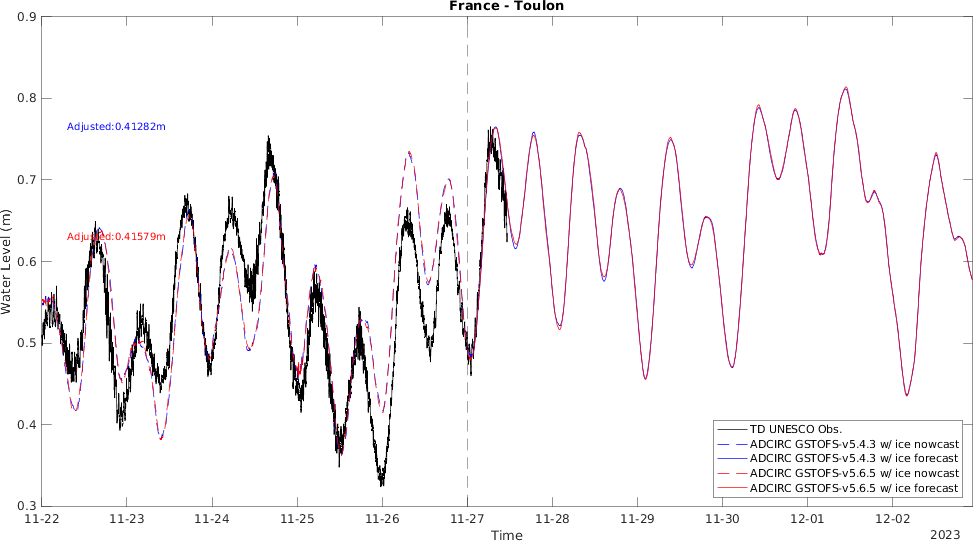 France - Toulon
0.9
0.8
0.7
0.6
0.5
0.4
0.3
Water Level (m)
Adjusted:0.41282m
Adjusted:0.41579m
TD UNESCO Obs.
ADCIRC GSTOFS-v5.4.3 w/ ice nowcast
ADCIRC GSTOFS-v5.4.3 w/ ice forecast
ADCIRC GSTOFS-v5.6.5 w/ ice nowcast
ADCIRC GSTOFS-v5.6.5 w/ ice forecast
11-22 11-23 11-24 11-25 11-26 11-27 11-28 11-29 11-30 12-01 12-02
Time
2023